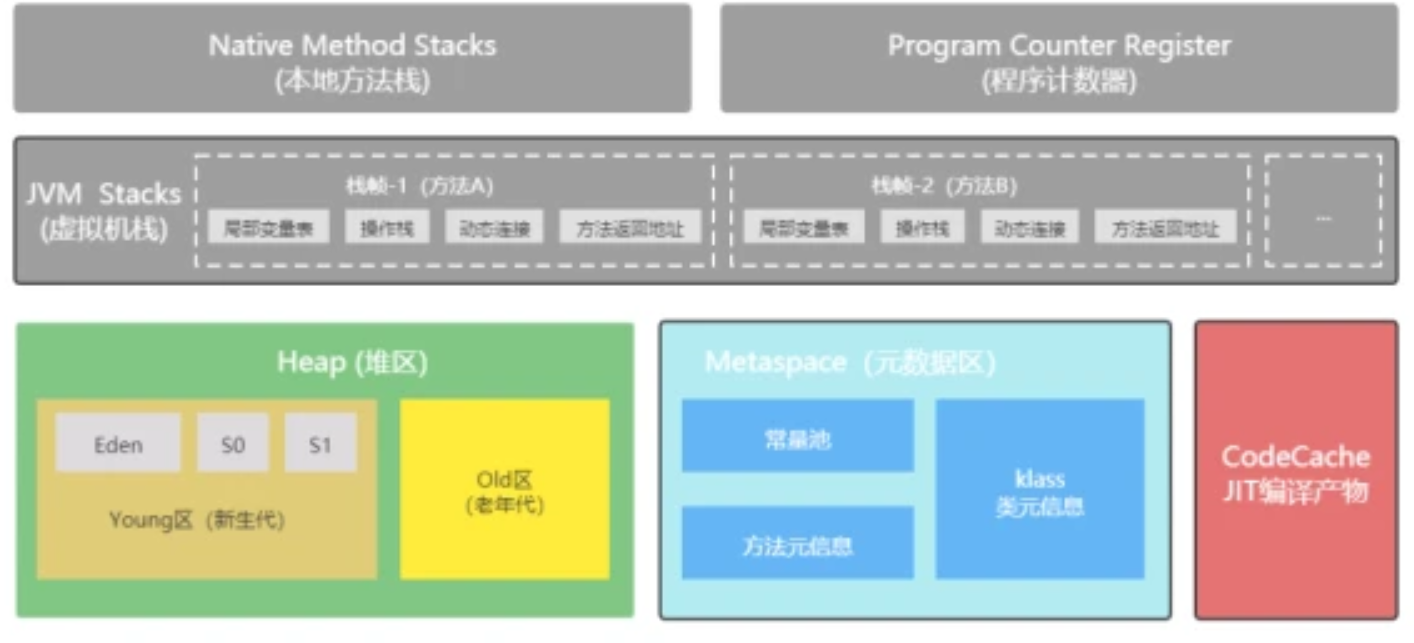 Native Method Stacks
(本地方法栈)
Program Counter Register
(程序计数器)
JVM Stacks
(虚拟机栈)
栈帧-1 (方法A)
局部变量表
操作栈
动态连接
方法返回地址
栈帧-2 (方法B)
局部变量表
操作栈
动态连接
方法返回地址
...
Heap (堆区)
Eden
S0
S1
Young区 (新生代)
Old区
(老年代)
Metaspace (元数据区)
常量池
方法元信息
klass
类元信息
CodeCache
JIT编译产物